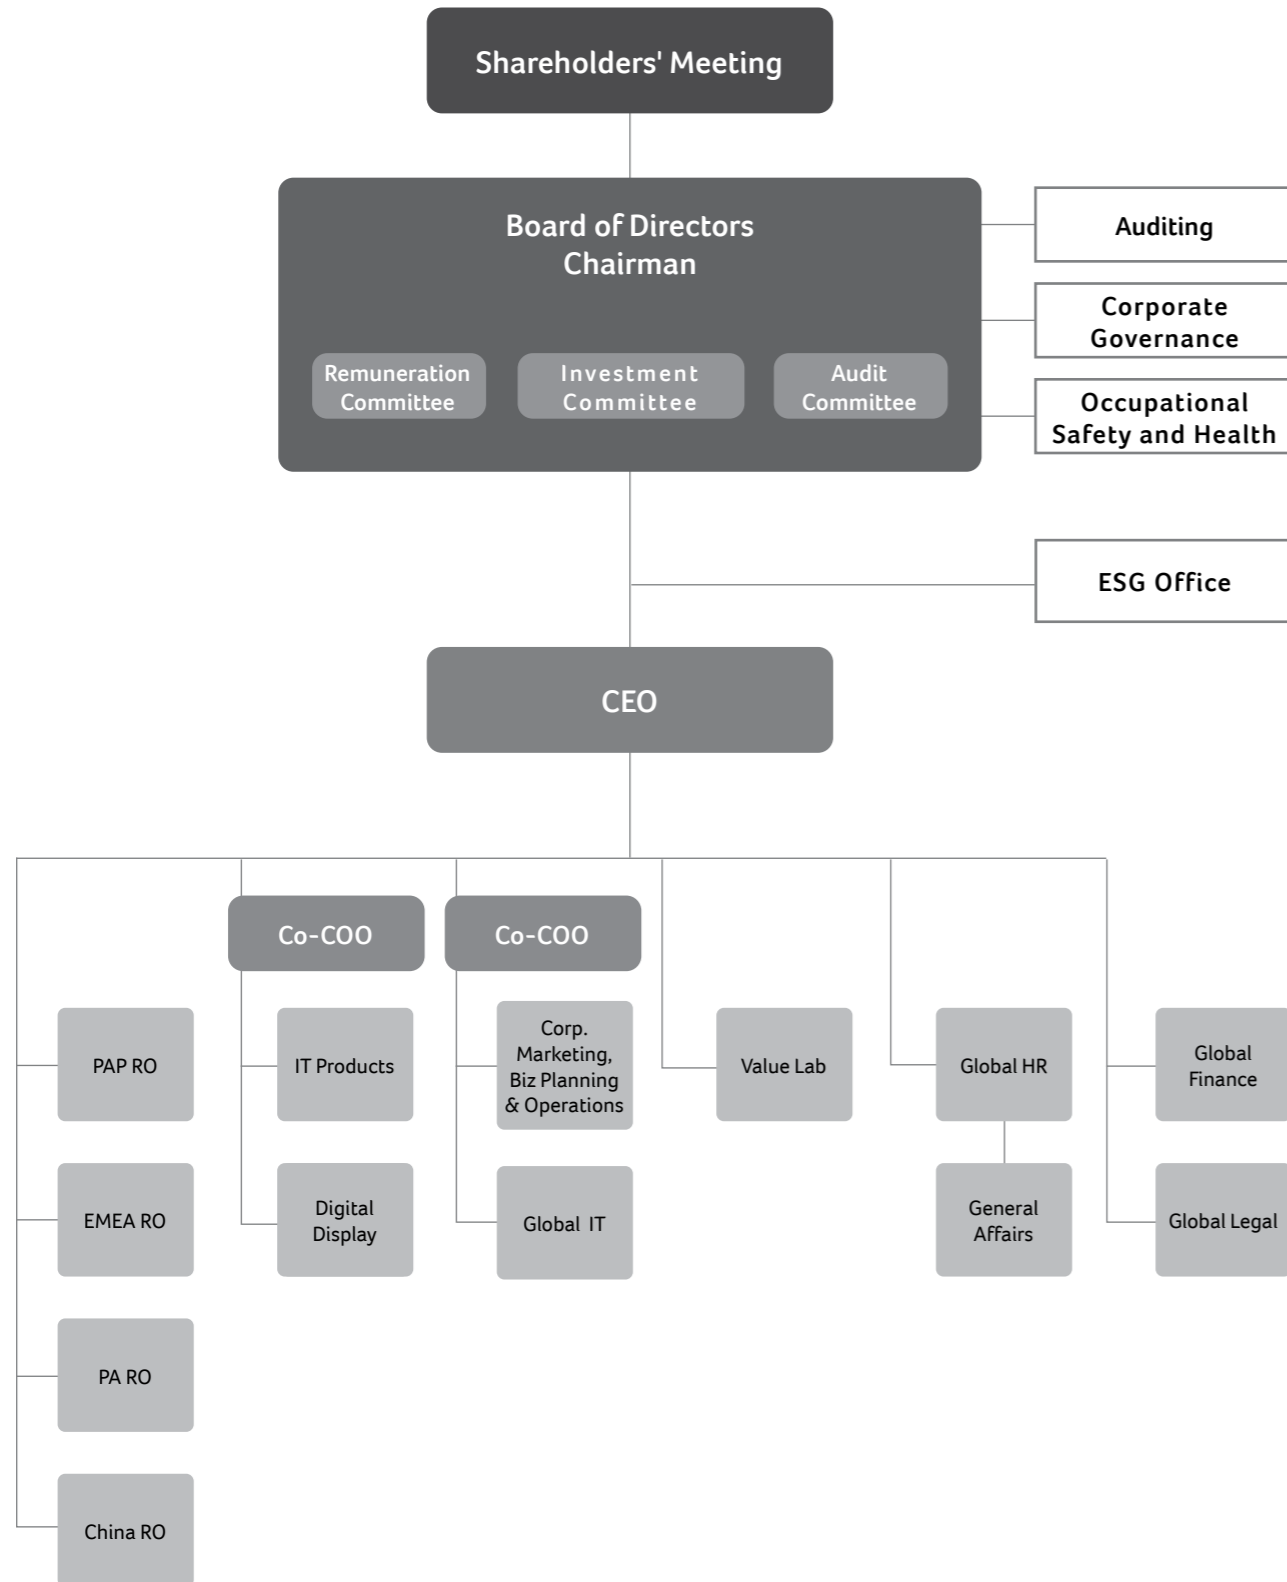 Shareholders' Meeting
Board of Directors
Chairman
Remuneration
Committee
Investment
Committee
Audit
Committee
Auditing
Corporate
Governance
Occupational
Safety and Health
ESG Office
CEO
Co-COO
Co-COO
PAP RO
IT Products
Corp.
Marketing,
Biz Planning
& Operations
Value Lab
Global HR
Global
Finance
EMEA RO
Digital
Display
Global IT
General
Affairs
Global Legal
PA RO
China RO